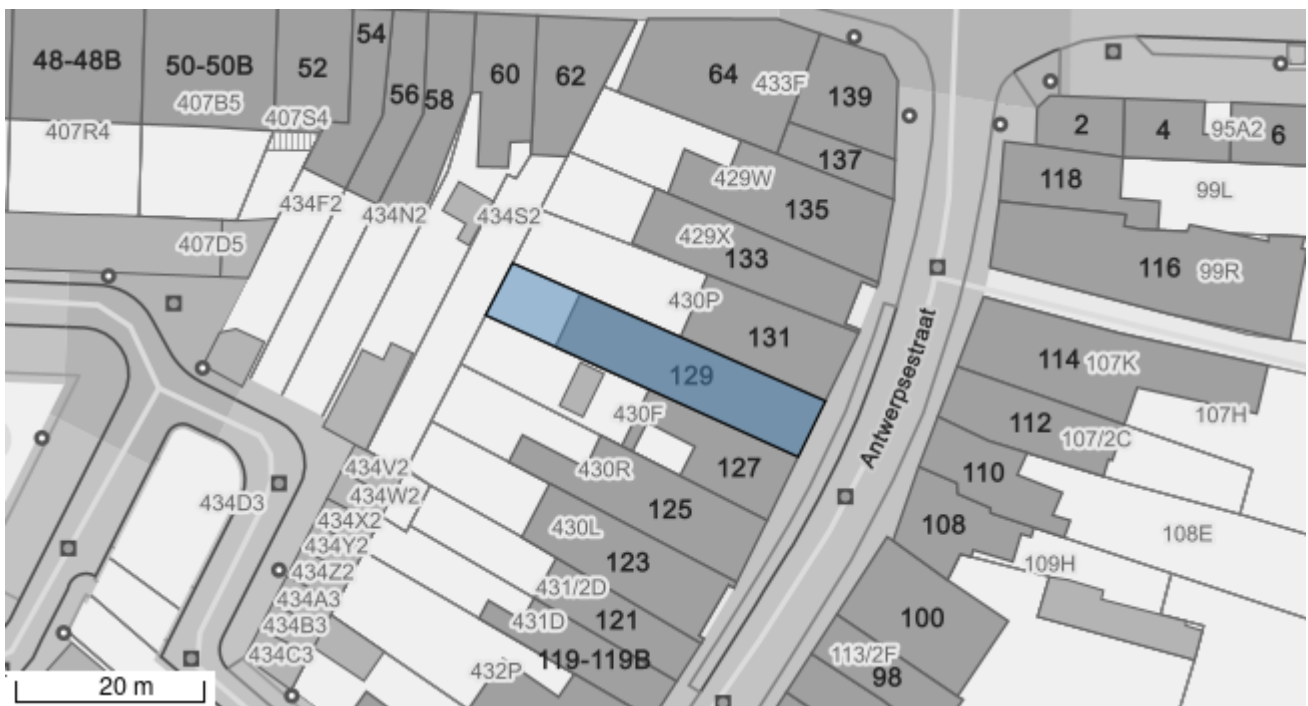 54
48-48B
50-50B
52
60
62
64
56
58
433F
139
407B5
407S4
407R4
2
4
95A2
6
137
429W
118
99L
434F2
434N2
434S2
135
407D5
429X
133
116
99R
430P
131
114
107K
129
Antwerpsestraat
430F
107H
112
107/2C
127
434V2
430R
110
434D3
434W2
125
434X2
430L
108
108E
434Y2
123
109H
434Z2
431/2D
434A3
431D
121
100
434B3
434C3
119-119B
113/2F
432P
98
20 m